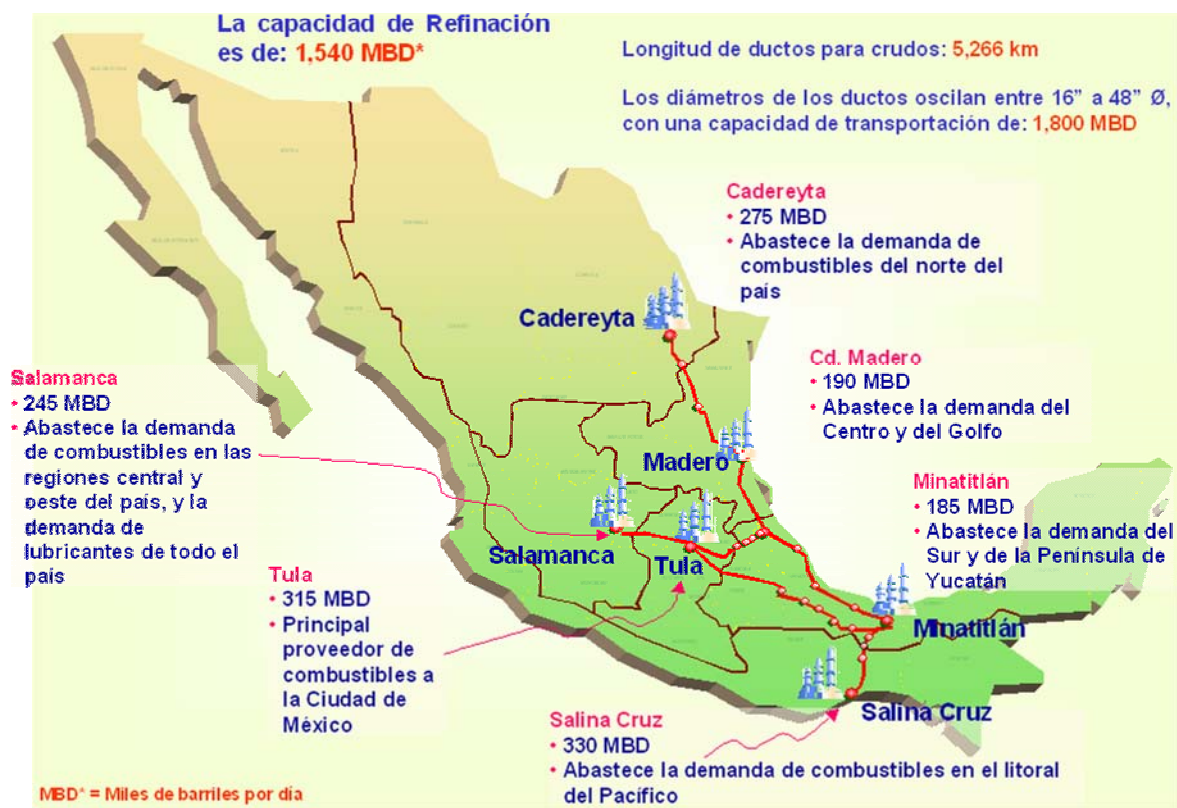 La capacidad de Refinación
es de: 1,540 MBD*
Longitud de ductos para crudos: 5,266 km
Los diámetros de los ductos oscilan entre 16” a 48” Ø,
con una capacidad de transportación de: 1,800 MBD
Cadereyta
• 275 MBD
• Abastece la demanda de
combustibles del norte del
país
Cadereyta
Cd. Madero
• 190 MBD
• Abastece la demanda del
Centro y del Golfo
Salamanca
• 245 MBD
• Abastece la demanda
de combustibles en las
regiones central y
oeste del país, y la
demanda de
lubricantes de todo el
país
Madero
Minatitlán
• 185 MBD
• Abastece la demanda del
Sur y de la Península de
Yucatán
Salamanca
Tula
Tula
• 315 MBD
• Principal
proveedor de
combustibles a
la Ciudad de
México
Minatitlán
Salina Cruz
Salina Cruz
• 330 MBD
• Abastece la demanda de combustibles en el litoral
del Pacífico
MBD* = Miles de barriles por día